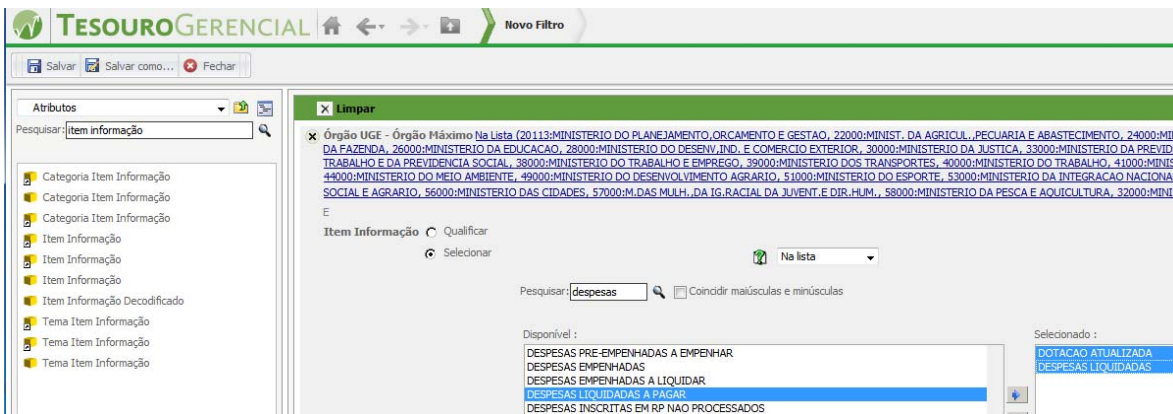 TESOUROGERENCIAL
Novo Filtro
Salvar Salvar como... Fechar
Atributos
Pesquisar: item informação
Categoria Item Informação
Categoria Item Informação
Categoria Item Informação
Item Informação
Item Informação
Item Informação
Item Informação Decodificado
Tema Item Informação
Tema Item Informação
Tema Item Informação
Limpar
Órgão UGE - Órgão Máximo Na Lista (20113:MINISTERIO DO PLANEJAMENTO,ORCAMENTO E GESTAO, 22000:MINIST. DA AGRICUL.,PECUARIA E ABASTECIMENTO, 24000:MI
DA FAZENDA, 26000:MINISTERIO DA EDUCACAO, 28000:MINISTERIO DO DESENV,IND. E COMERCIO EXTERIOR, 30000:MINISTERIO DA JUSTICA, 33000:MINISTERIO DA PREVID
TRABALHO E DA PREVIDENCIA SOCIAL, 38000:MINISTERIO DO TRABALHO E EMPREGO, 39000:MINISTERIO DOS TRANSPORTES, 40000:MINISTERIO DO TRABALHO, 41000:MINIS
44000:MINISTERIO DO MEIO AMBIENTE, 49000:MINISTERIO DO DESENVOLVIMENTO AGRARIO, 51000:MINISTERIO DO ESPORTE, 53000:MINISTERIO DA INTEGRACAO NACIONA
SOCIAL E AGRARIO, 56000:MINISTERIO DAS CIDADES, 57000:M.DAS MULH.,DA IG.RACIAL DA JUVENT.E DIR.HUM., 58000:MINISTERIO DA PESCA E AQUICULTURA, 32000:MINI
E
Item Informação Qualificar
Selecionar
Na lista
Pesquisar: despesas Coincidir maiúsculas e minúsculas
Disponível :
DESPESAS PRE-EMPENHADAS A EMPENHAR
DESPESAS EMPENHADAS
DESPESAS EMPENHADAS A LIQUIDAR
DESPESAS LIQUIDADAS A PAGAR
DESPESAS INSCRITAS EM RP NAO PROCESSADOS
Selecionado :
DOTACAO ATUALIZADA
DESPESAS LIQUIDADAS